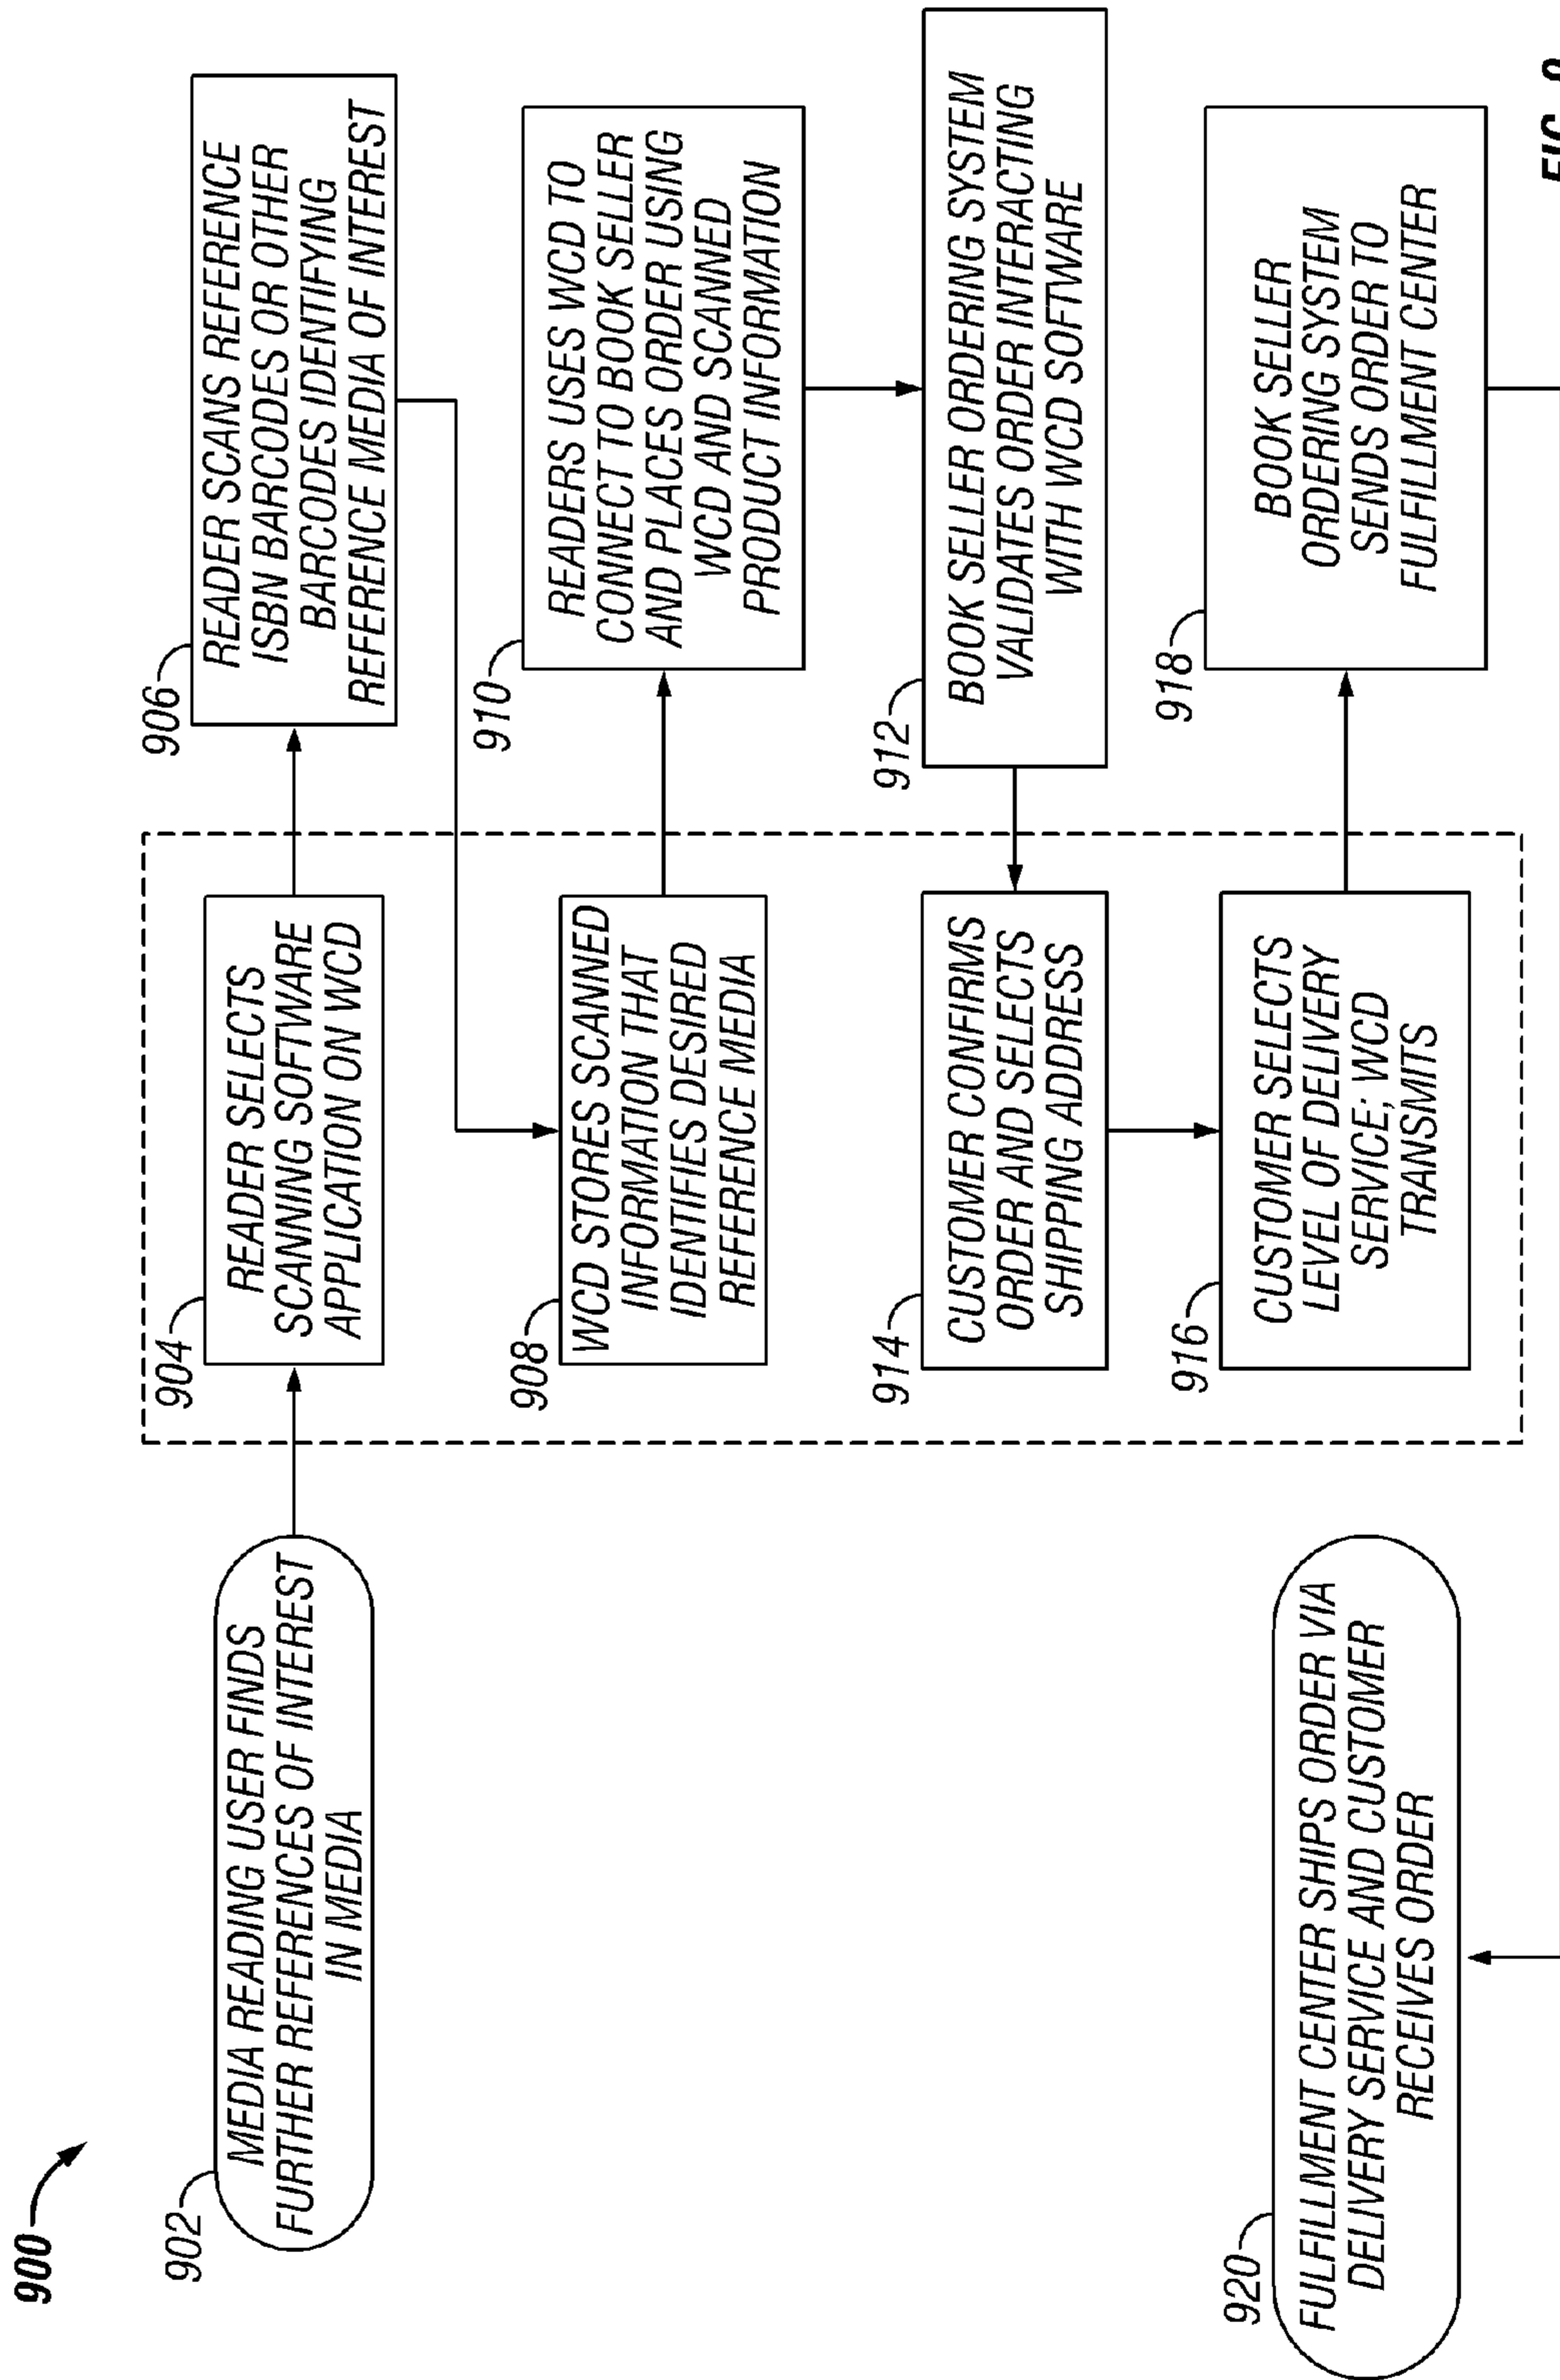 900
902
MEDIA READING USER FINDS
FURTHER REFERENCES OF INTEREST
IN MEDIA
904
READER SELECTS
SCANNING SOFTWARE
APPLICATION ON WCD
906
READER SCANS REFERENCE
ISBN BARCODES OR OTHER
BARCODES IDENTIFYING
REFERENCE MEDIA OF INTEREST
908
WCD STORES SCANNED
INFORMATION THAT
IDENTIFIES DESIRED
REFERENCE MEDIA
910
READERS USES WCD TO
CONNECT TO BOOK SELLER
AND PLACES ORDER USING
WCD AND SCANNED
PRODUCT INFORMATION
912
BOOK SELLER ORDERING SYSTEM
VALIDATES ORDER INTERACTING
WITH WCD SOFTWARE
914
CUSTOMER CONFIRMS
ORDER AND SELECTS
SHIPPING ADDRESS
916
CUSTOMER SELECTS
LEVEL OF DELIVERY
SERVICE; WCD
TRANSMITS
918
BOOK SELLER
ORDERING SYSTEM
SENDS ORDER TO
FULFILLMENT CENTER
920
FULFILLMENT CENTER SHIPS ORDER VIA
DELIVERY SERVICE AND CUSTOMER
RECEIVES ORDER
FIG.